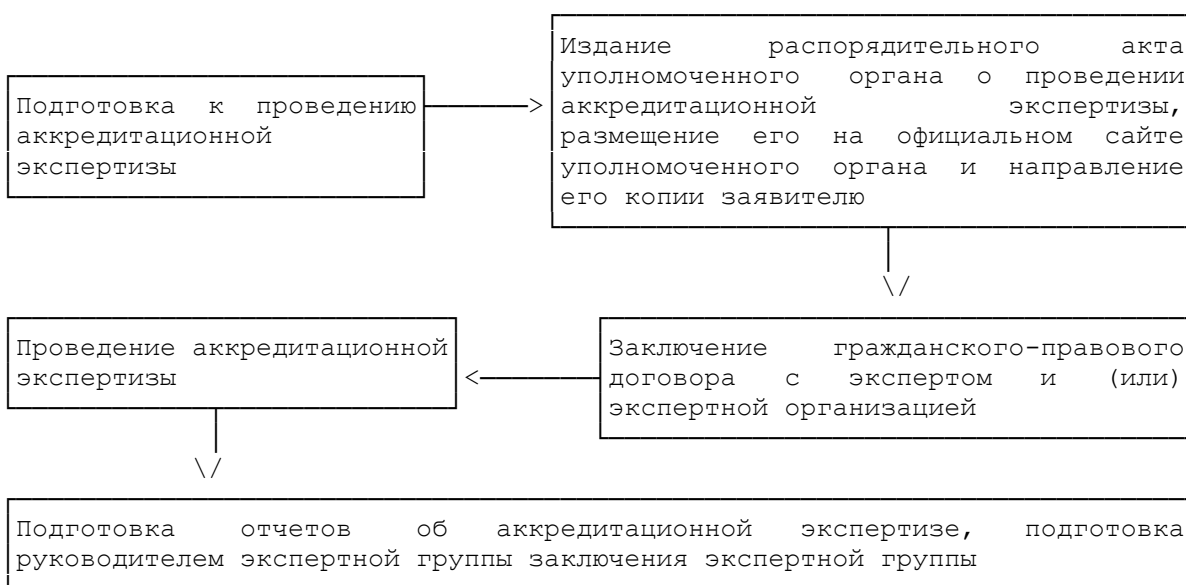 Подготовка к проведению
аккредитационной
экспертизы
Издание распорядительного акта
уполномоченного органа о проведении
аккредитационной экспертизы,
размещение его на официальном сайте
уполномоченного органа и направление
его копии заявителю
Заключение гражданского-правового
договора с экспертом и (или)
экспертной организацией
Проведение аккредитационной
экспертизы
Подготовка отчетов об аккредитационной экспертизе, подготовка
руководителем экспертной группы заключения экспертной группы